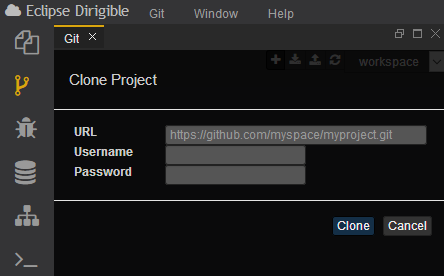 Eclipse Dirigible Git Window Help
Git
workspace
Clone Project
URL https://github.com/myspace/myproject.git
Username
Password
Clone Cancel